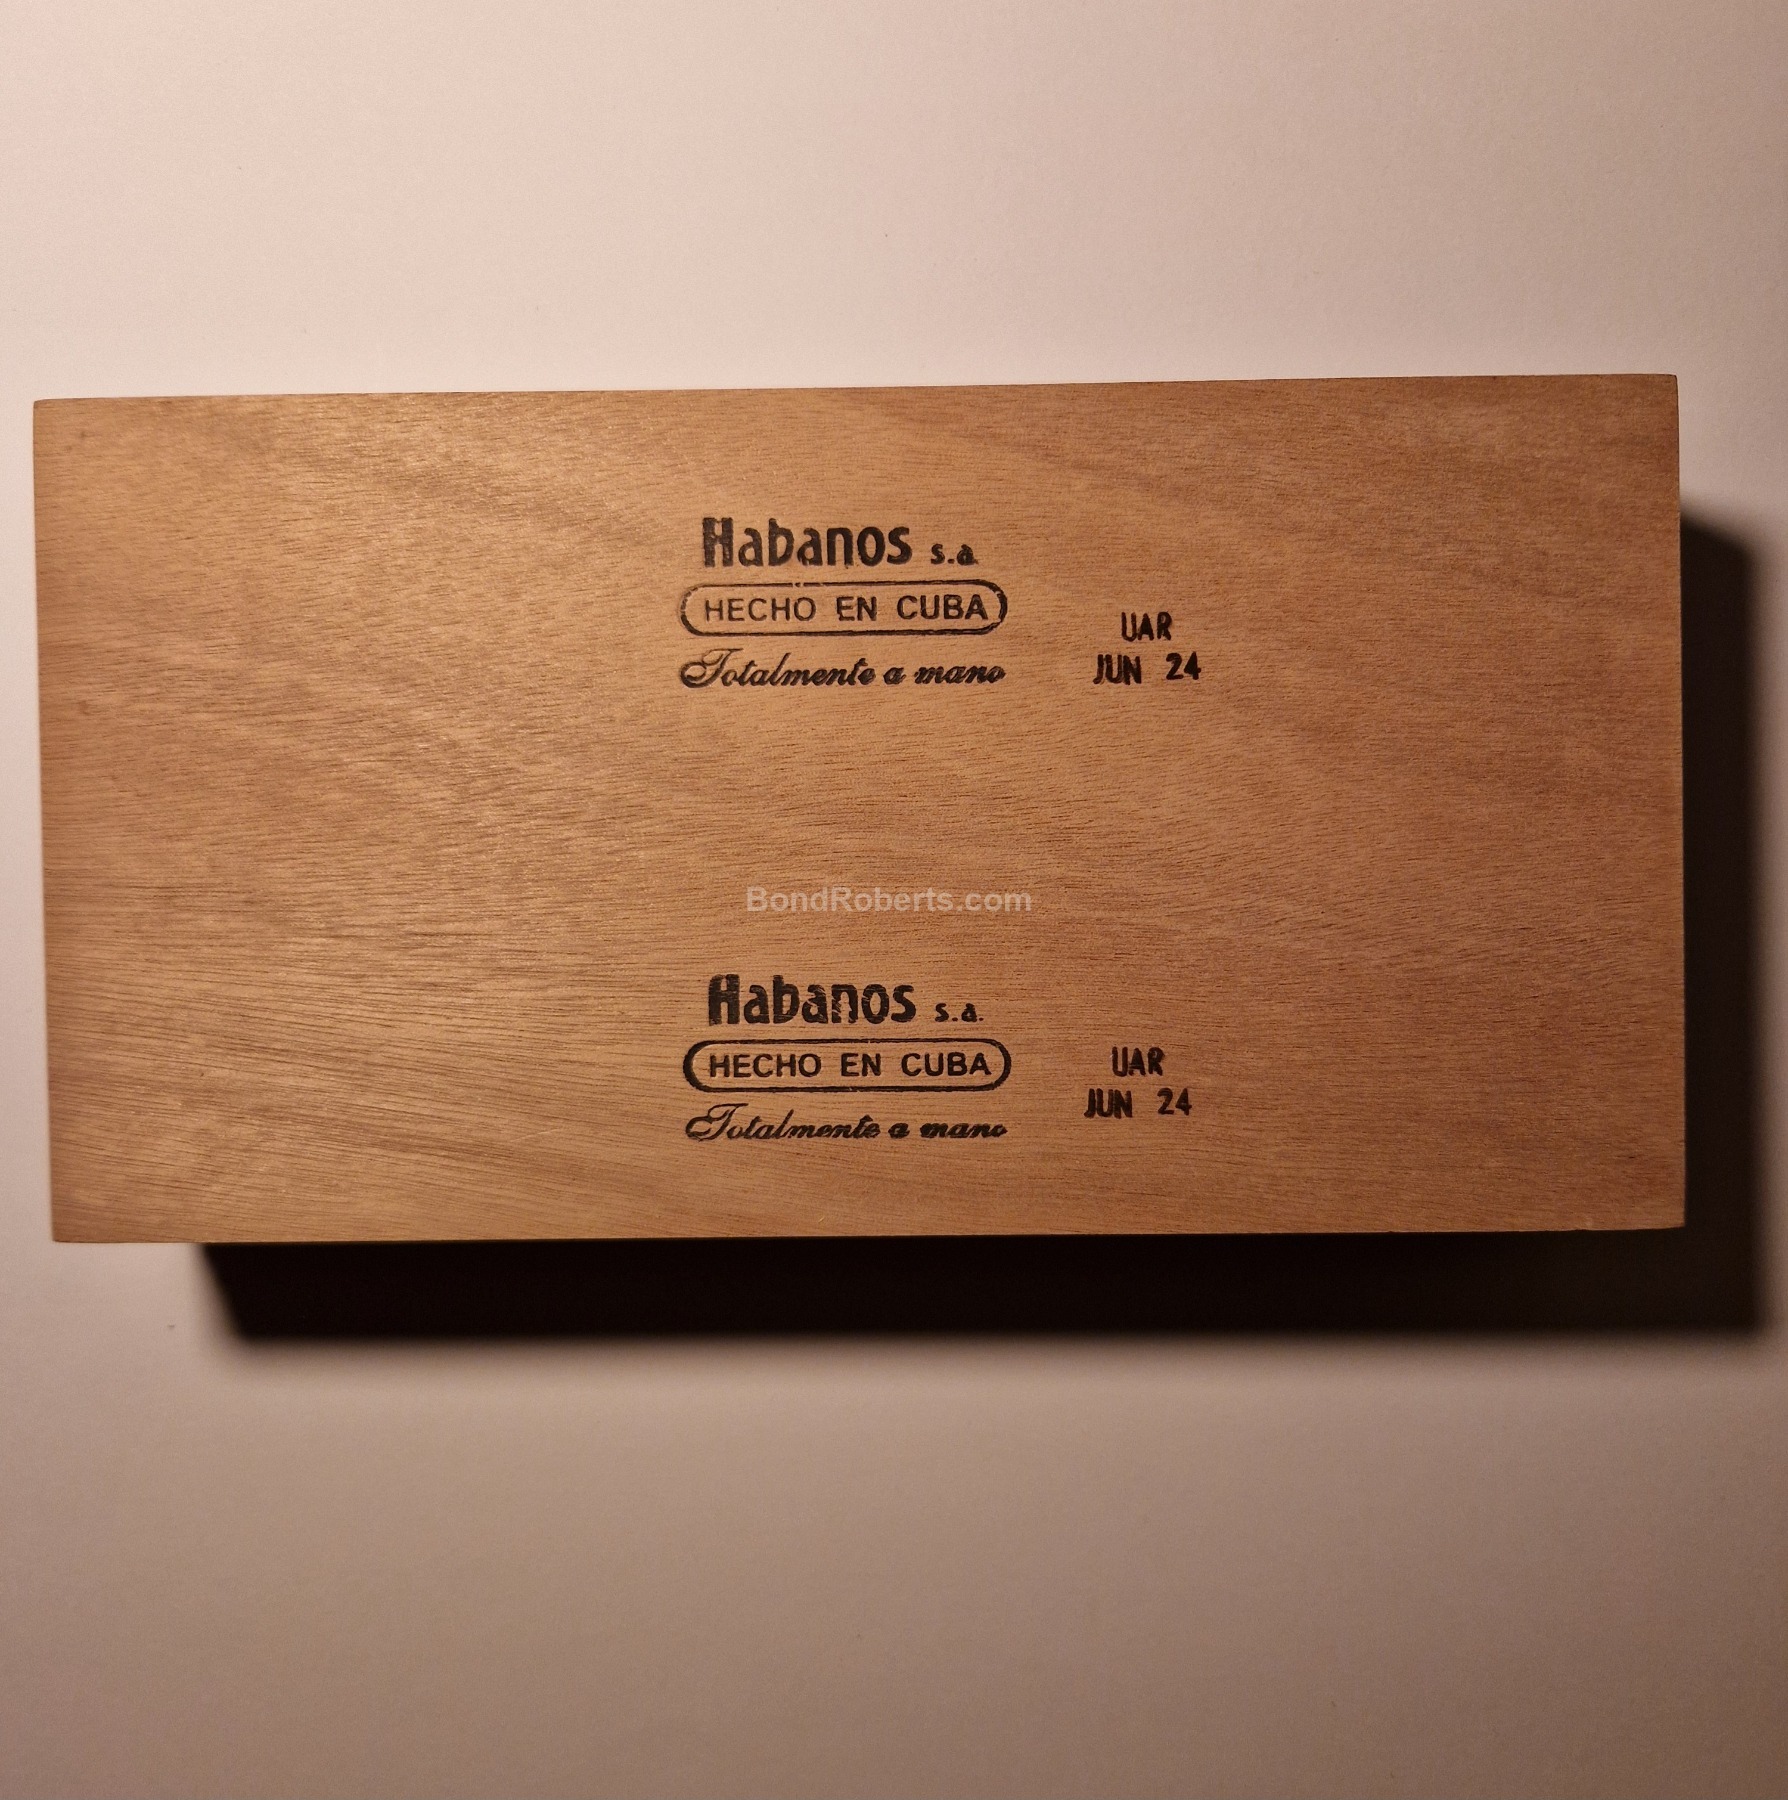 Habanos s.a.
HECHO EN CUBA
Totalmente a mano
UAR
JUN 24
BondRoberts.com
Habanos s.a.
HECHO EN CUBA
Totalmente a mano
UAR
JUN 24